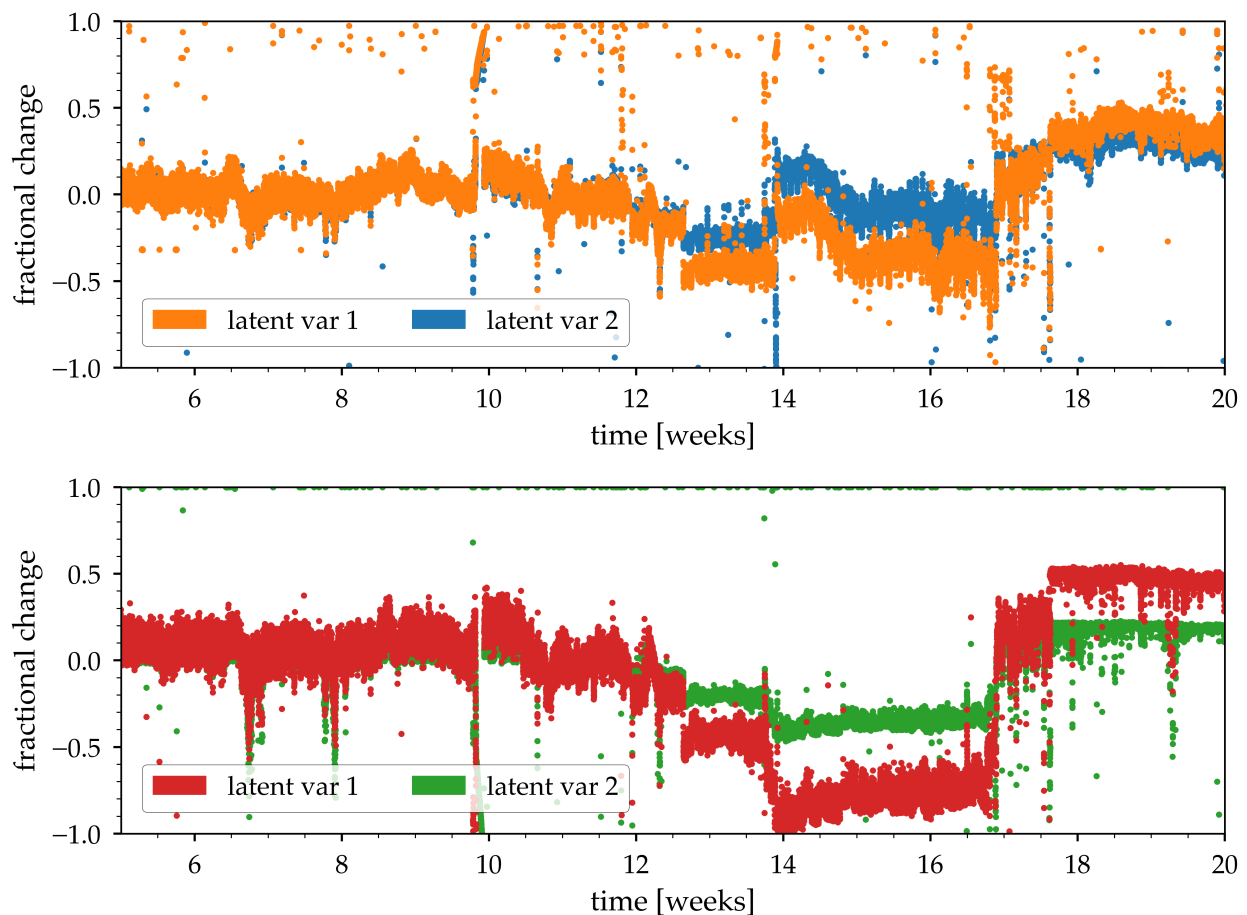 1.0
0.5
0.0
−0.5
−1.0
fractional change
latent var 1 latent var 2
6 8 10 12 14 16 18 20
time [weeks]
1.0
0.5
0.0
−0.5
−1.0
fractional change
latent var 1 latent var 2
6 8 10 12 14 16 18 20
time [weeks]